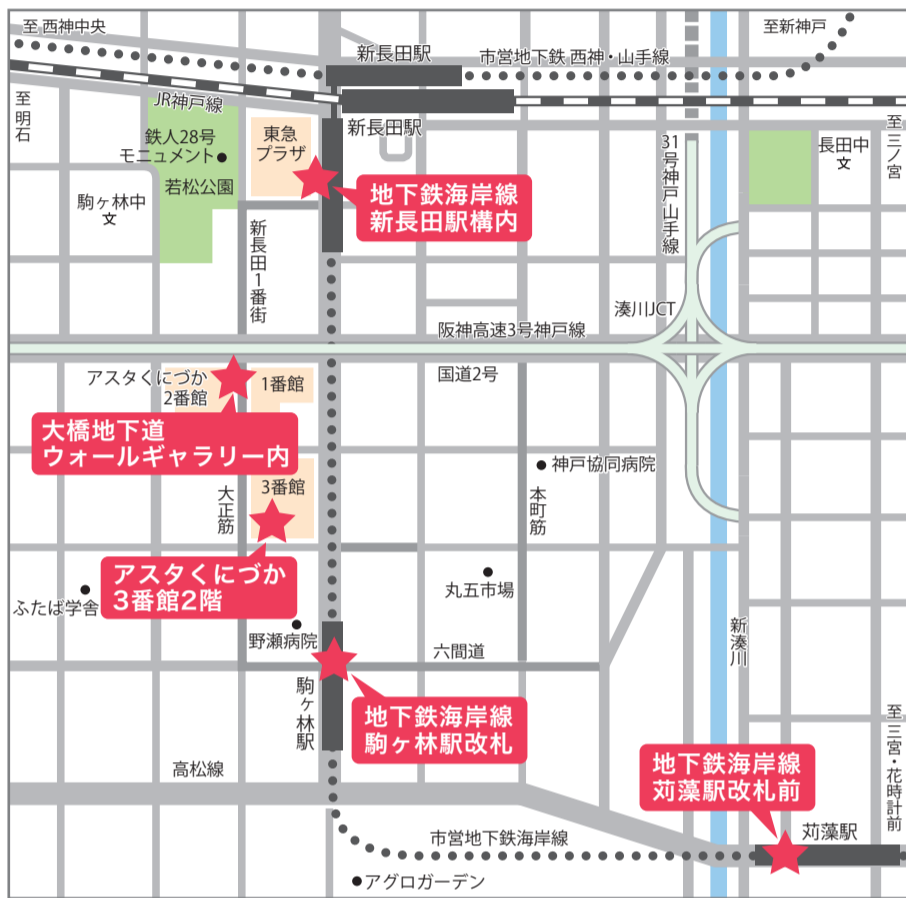 至 西神中央
新長田駅
市営地下鉄 西神・山手線
至新神戸
至明石
JR神戸線
新長田駅
至三ノ宮
鉄人28号
モニュメント
東急
プラザ
若松公園
駒ヶ林中
文
地下鉄海岸線
新長田駅構内
31号神戸山手線
長田中
文
新長田1番街
湊川JCT
阪神高速3号神戸線
国道2号
アスタくにづか
2番館
1番館
大橋地下道
ウォールギャラリー内
3番館
大正筋
神戸協同病院
本町筋
アスタくにづか
3番館2階
丸五市場
ふたば学舎
野瀬病院
六間道
新湊川
駒ヶ林駅
地下鉄海岸線
駒ヶ林駅改札
至三宮・花時計前
高松線
地下鉄海岸線
苅藻駅改札前
市営地下鉄海岸線
苅藻駅
アグロガーデン